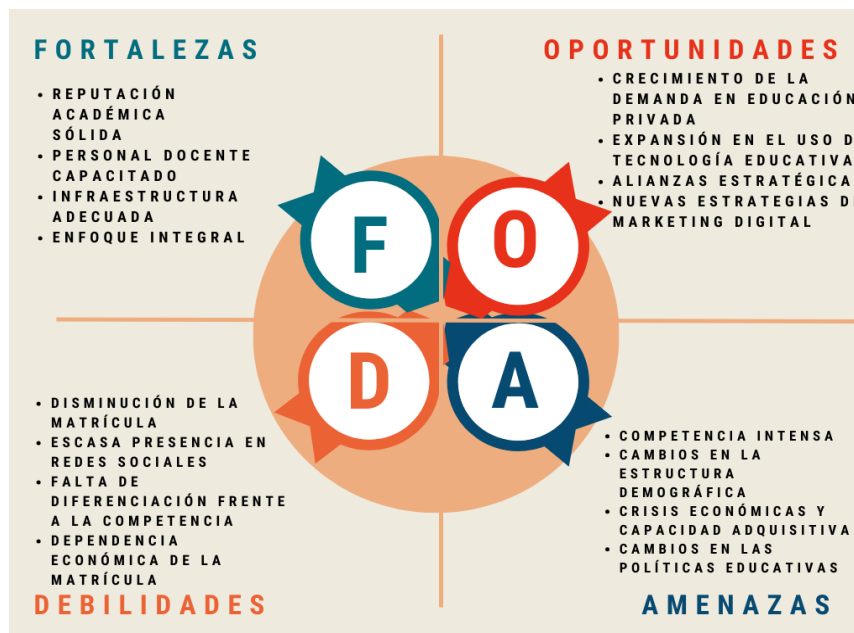 FORTALEZAS
• REPUTACIÓN
ACADÉMICA
SÓLIDA
• PERSONAL DOCENTE
CAPACITADO
• INFRAESTRUCTURA
ADECUADA
• ENFOQUE INTEGRAL
OPORTUNIDADES
• CRECIMIENTO DE LA
DEMANDA EN EDUCACIÓN
PRIVADA
• EXPANSIÓN EN EL USO D
TECNOLOGÍA EDUCATIVA
• ALIANZAS ESTRATÉGICA
• NUEVAS ESTRATEGIAS D
MARKETING DIGITAL
F
O
D
A
• DISMINUCIÓN DE LA
MATRÍCULA
• ESCASA PRESENCIA EN
REDES SOCIALES
• FALTA DE
DIFERENCIACIÓN FRENTE
A LA COMPETENCIA
• DEPENDENCIA
ECONÓMICA DE LA
MATRÍCULA
DEBILIDADES
• COMPETENCIA INTENSA
• CAMBIOS EN LA
ESTRUCTURA
DEMOGRÁFICA
• CRISIS ECONÓMICAS Y
CAPACIDAD ADQUISITIVA
• CAMBIOS EN LAS
POLÍTICAS EDUCATIVAS
AMENAZAS